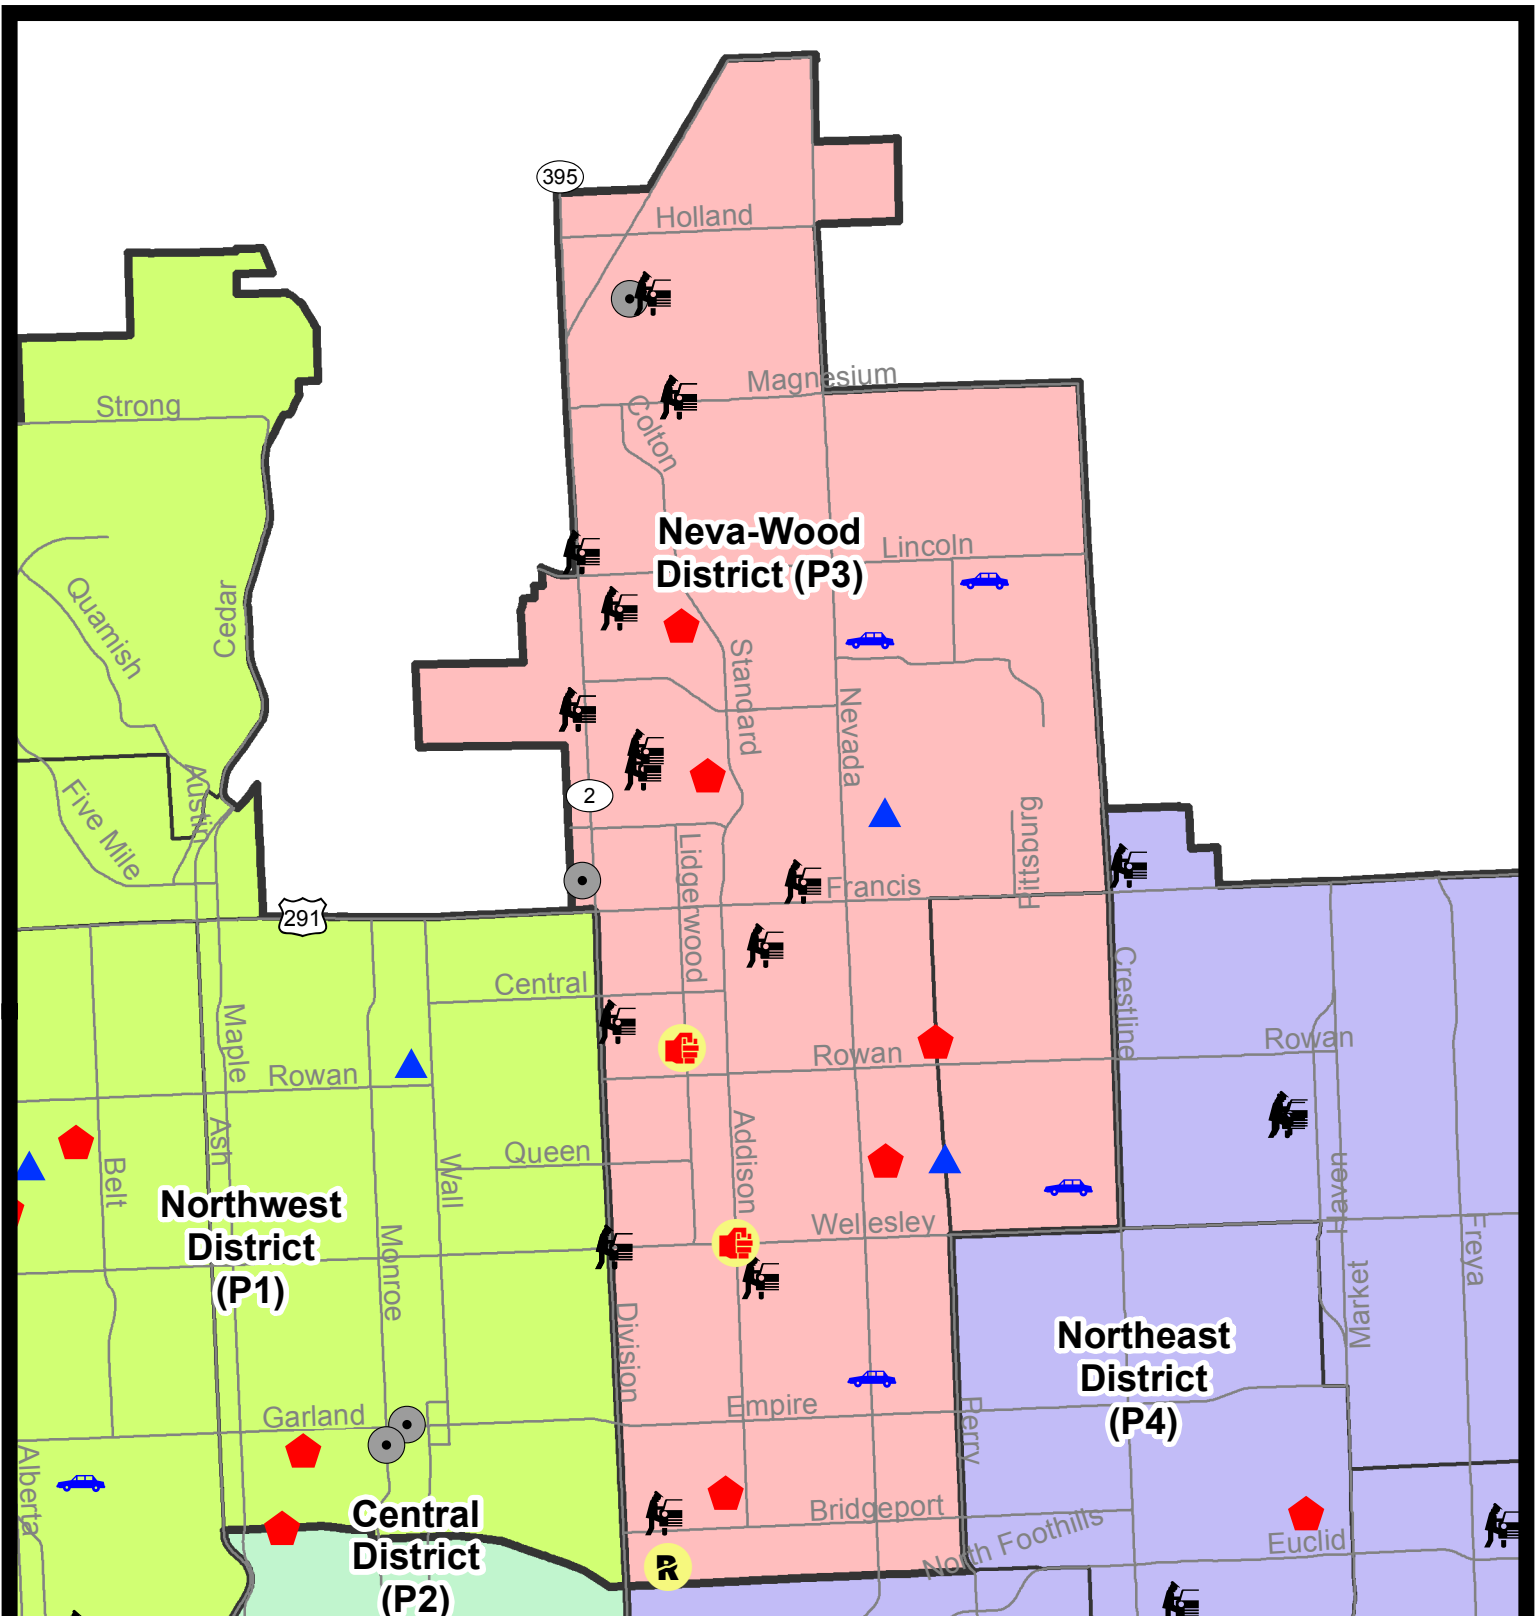 395
Holland
Magnesium
Strong
Colton
Neva-Wood
District (P3)
Lincoln
Quamish
Cedar
Standard
Nevada
Five Mile
Austin
2
Pittsburg
Lidgerwood
Francis
291
Central
Crestline
Maple
Rowan
Rowan
Rowan
Ash
Belt
Queen
Wall
Addison
Haven
Northwest
District
(P1)
Wellesley
Monroe
Freya
Market
Division
Northeast
District
(P4)
Garland
Empire
Perry
Alberta
Central
District
(P2)
Bridgeport
North Foothills
Euclid
R